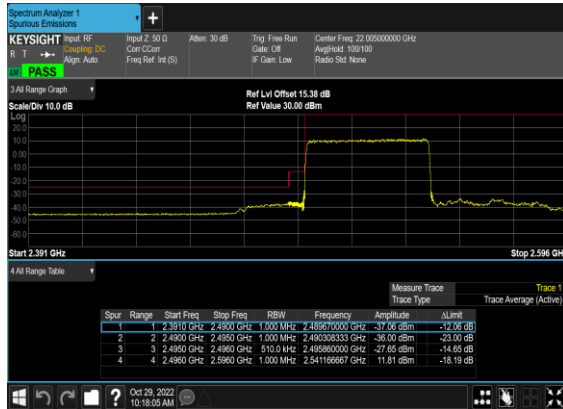 Spectrum Analyzer 1
Spurious Emissions
+
KEYSIGHT Input: RF Input Z: 50 Ω Atten: 30 dB Trig: Free Run Center Freq: 22.005000000 GHz
R T Coupling: DC Corr CCorr Gate: Off Avg|Hold: 100/100
Align: Auto Freq Ref: Int (S) IF Gain: Low Radio Std: None
PASS
3 All Range Graph Ref Lvl Offset 15.38 dB
Scale/Div 10.0 dB Ref Value 30.00 dBm
Log
20.0
10.0
0.00
-10.0
-20.0
-30.0
-40.0
-50.0
-60.0
Start 2.391 GHz Stop 2.596 GH
4 All Range Table
Measure Trace Trace 1
Trace Type Trace Average (Active)
Spur Range Start Freq Stop Freq RBW Frequency Amplitude ΔLimit
1 1 2.3910 GHz 2.4900 GHz 1.000 MHz 2.489670000 GHz -37.06 dBm -12.06 dB
2 2 2.4900 GHz 2.4950 GHz 1.000 MHz 2.490308333 GHz -36.00 dBm -23.00 dB
3 3 2.4950 GHz 2.4960 GHz 510.0 kHz 2.495860000 GHz -27.65 dBm -14.65 dB
4 4 2.4960 GHz 2.5960 GHz 1.000 MHz 2.541166667 GHz 11.81 dBm -18.19 dB
? Oct 29, 2022
10:18:05 AM